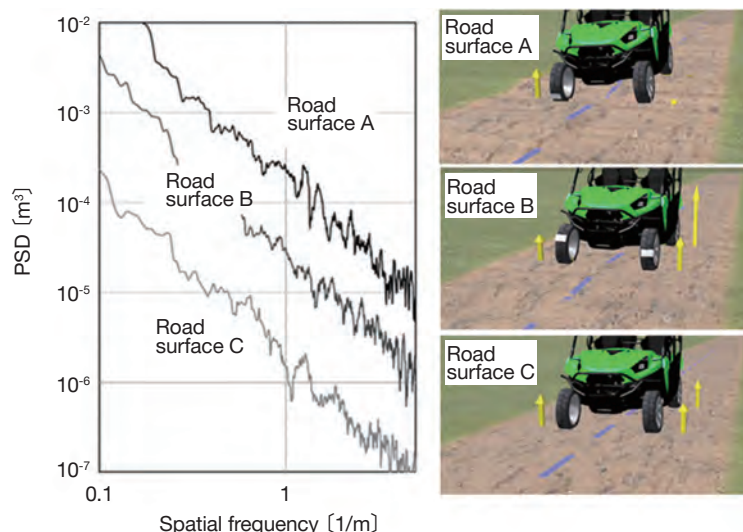 10⁻²
10⁻³
10⁻⁴
10⁻⁵
10⁻⁶
10⁻⁷
PSD〔m³〕
0.1
1
Spatial frequency〔1/m〕
Road
surface A
Road
surface B
Road
surface C
Road
surface A
Road
surface B
Road
surface C